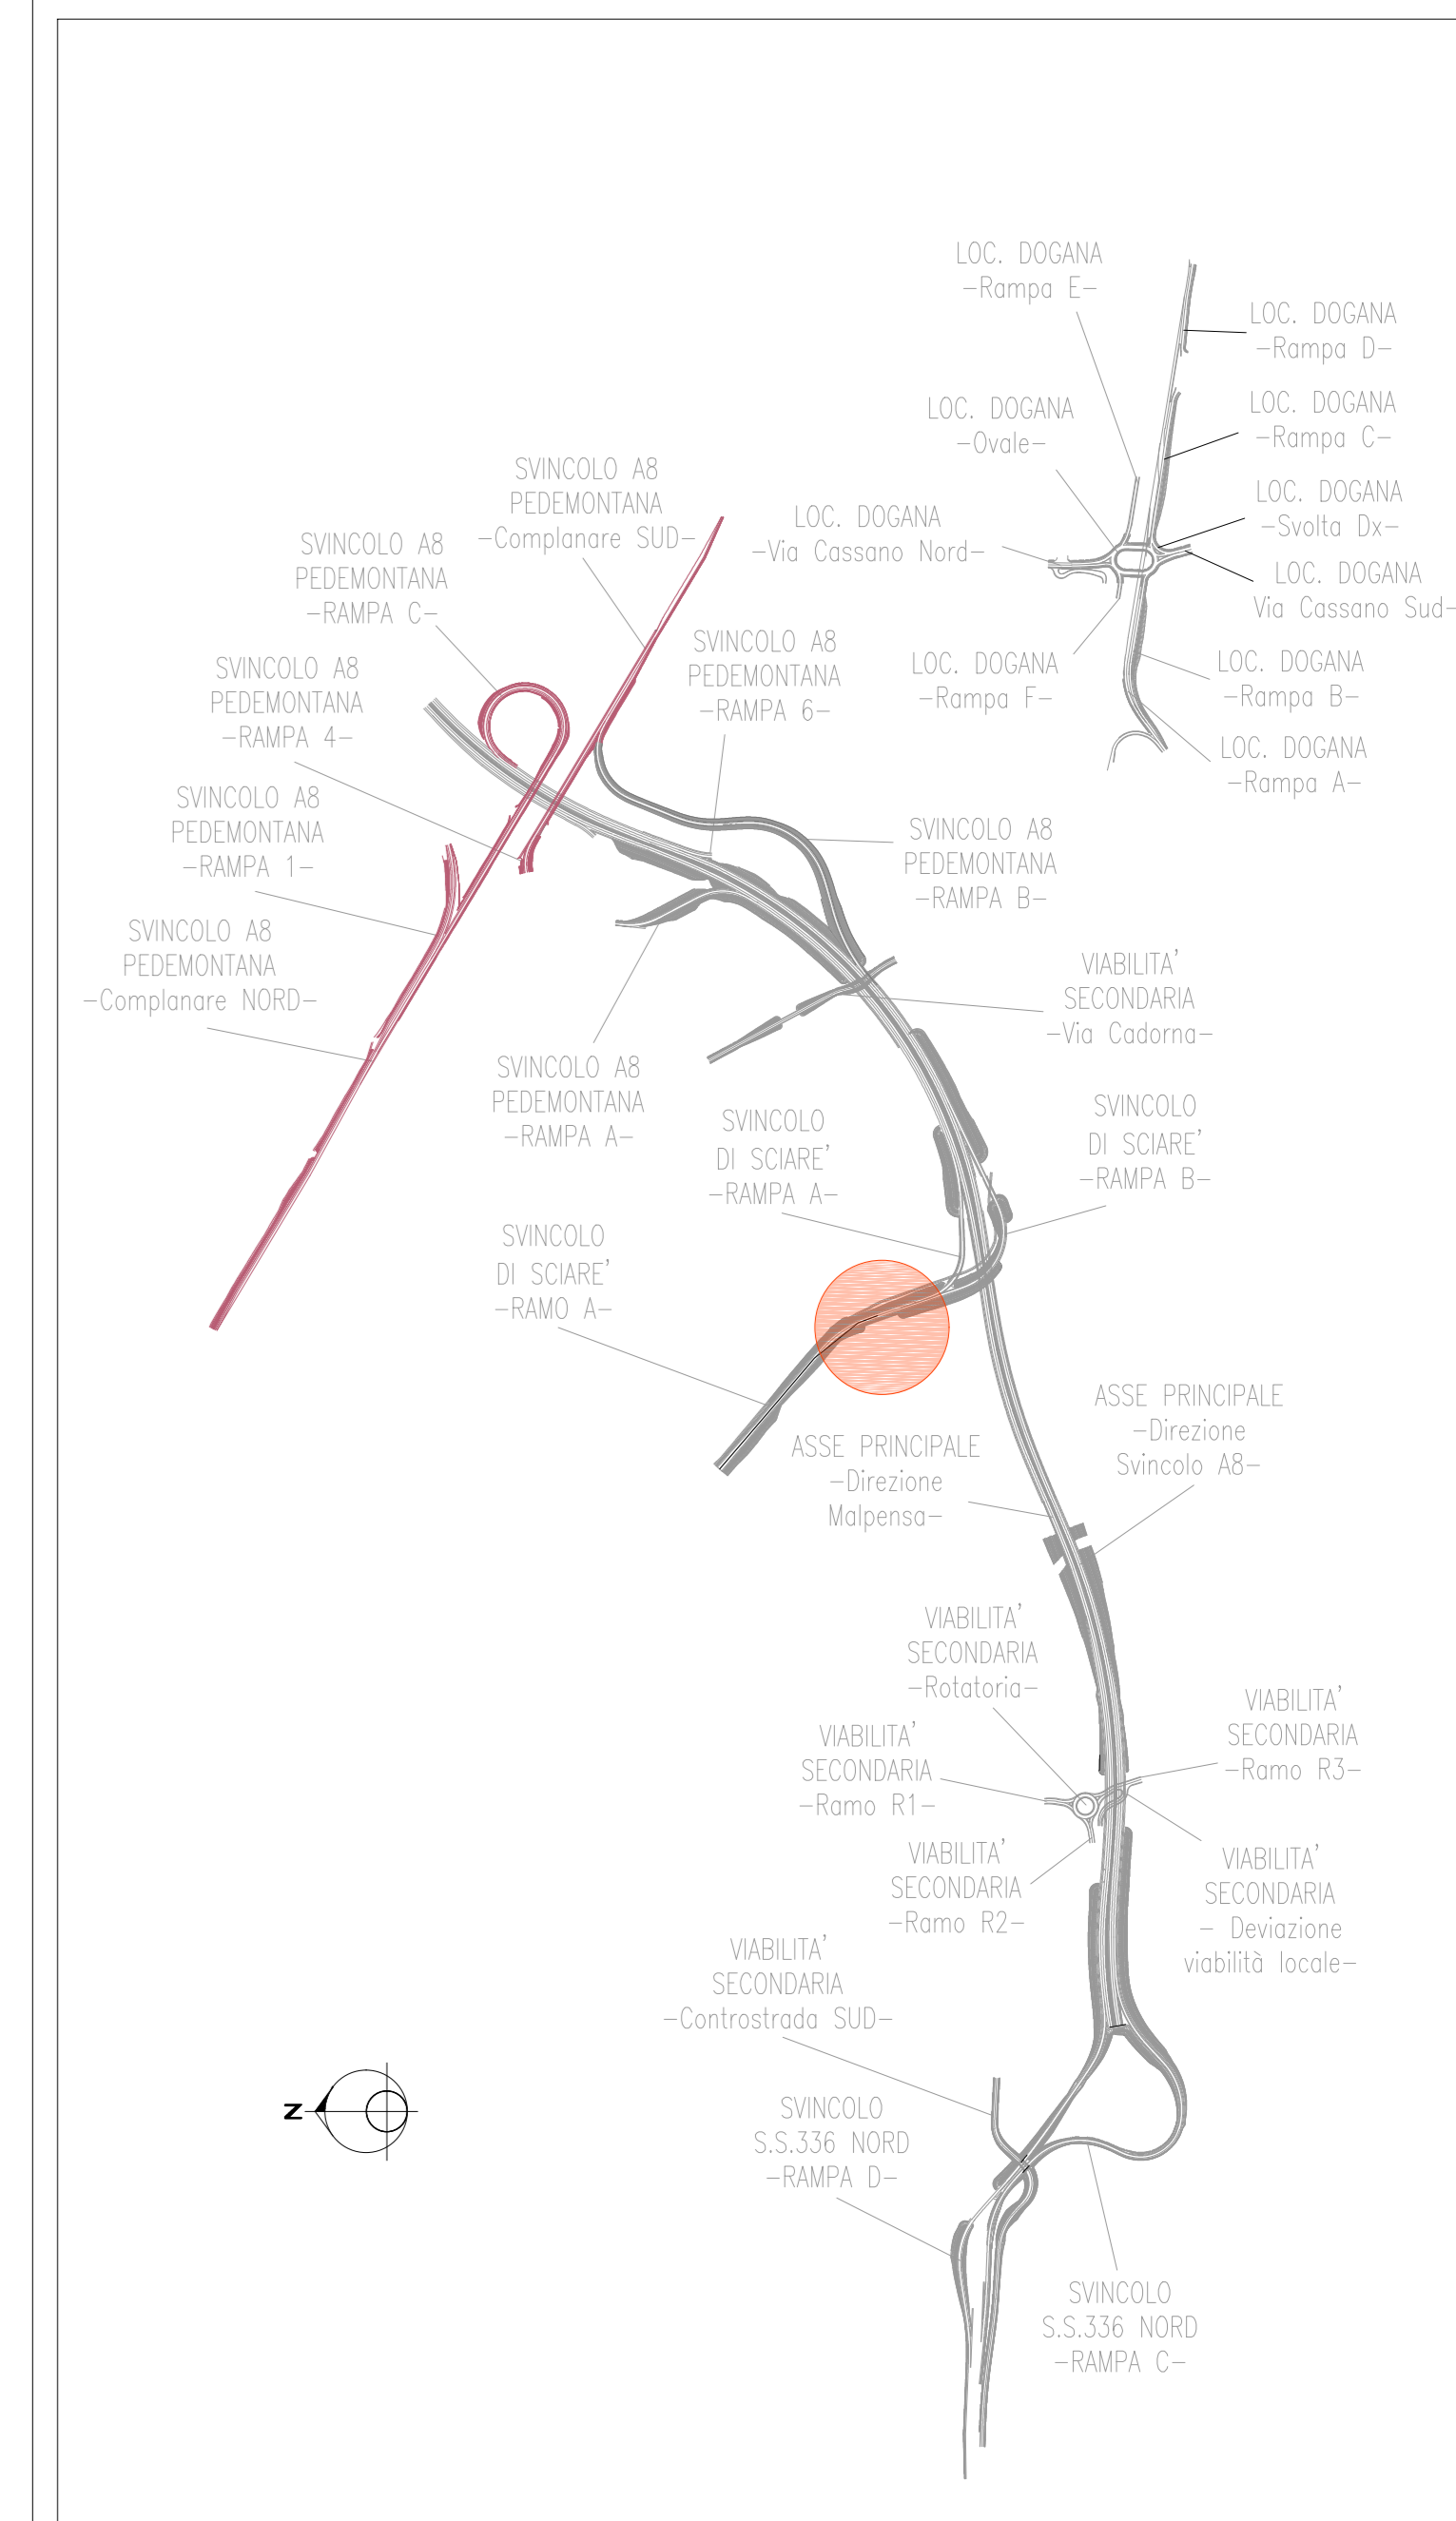 LOC. DOGANA
-Rampa E-
LOC. DOGANA
-Rampa D-
LOC. DOGANA
-Ovale-
LOC. DOGANA
-Rampa C-
SVINCOLO A8
PEDEMONTANA
-Complanare SUD-
LOC. DOGANA
-Svolta Dx-
LOC. DOGANA
-Via Cassano Nord-
SVINCOLO A8
PEDEMONTANA
-RAMPA C-
LOC. DOGANA
Via Cassano Sud-
SVINCOLO A8
PEDEMONTANA
-RAMPA 6-
LOC. DOGANA
-Rampa F-
LOC. DOGANA
-Rampa B-
SVINCOLO A8
PEDEMONTANA
-RAMPA 4-
LOC. DOGANA
-Rampa A-
SVINCOLO A8
PEDEMONTANA
-RAMPA 1-
SVINCOLO A8
PEDEMONTANA
-RAMPA B-
SVINCOLO A8
PEDEMONTANA
-Complanare NORD-
VIABILITA'
SECONDARIA
-Via Cadorna-
SVINCOLO A8
PEDEMONTANA
-RAMPA A-
SVINCOLO
DI SCIARE'
-RAMPA B-
SVINCOLO
DI SCIARE'
-RAMPA A-
SVINCOLO
DI SCIARE'
-RAMO A-
ASSE PRINCIPALE
-Direzione
Svincolo A8-
ASSE PRINCIPALE
-Direzione
Malpensa-
VIABILITA'
SECONDARIA
-Rotatoria-
VIABILITA'
SECONDARIA
-Ramo R3-
VIABILITA'
SECONDARIA
-Ramo R1-
VIABILITA'
SECONDARIA
-Ramo R2-
VIABILITA'
SECONDARIA
- Deviazione
viabilità locale-
VIABILITA'
SECONDARIA
-Controstrada SUD-
N
SVINCOLO
S.S.336 NORD
-RAMPA D-
SVINCOLO
S.S.336 NORD
-RAMPA C-